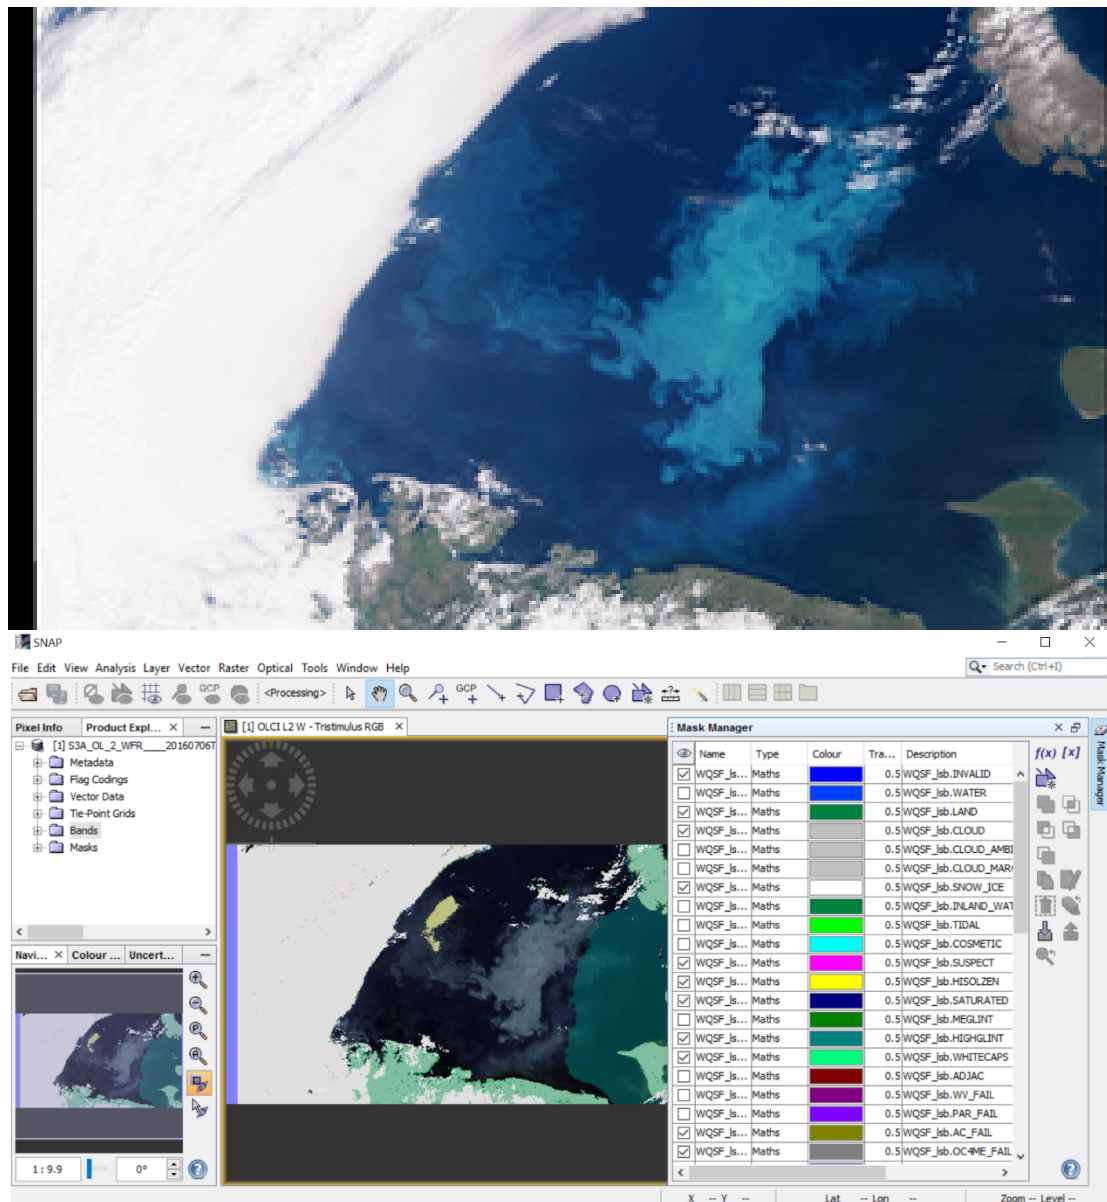 SNAP
File Edit View Analysis Layer Vector Raster Optical Tools Window Help
Search (Ctrl+I)
<Processing> GCP GCP
Pixel Info Product Expl... ×
[1] S3A_OL_2_WFR____20160706T
Metadata
Flag Codings
Vector Data
Tie-Point Grids
Bands
Masks
Navi... × Colour ... Uncert...
1: 9.9 0°
[1] OLCI L2 W - Tristimulus RGB ×
Mask Manager
Name Type Colour Tra... Description
WQSF_ls... Maths 0.5 WQSF_lsb.INVALID
WQSF_ls... Maths 0.5 WQSF_lsb.WATER
WQSF_ls... Maths 0.5 WQSF_lsb.LAND
WQSF_ls... Maths 0.5 WQSF_lsb.CLOUD
WQSF_ls... Maths 0.5 WQSF_lsb.CLOUD_AMBI
WQSF_ls... Maths 0.5 WQSF_lsb.CLOUD_MAR
WQSF_ls... Maths 0.5 WQSF_lsb.SNOW_ICE
WQSF_ls... Maths 0.5 WQSF_lsb.INLAND_WAT
WQSF_ls... Maths 0.5 WQSF_lsb.TIDAL
WQSF_ls... Maths 0.5 WQSF_lsb.COSMETIC
WQSF_ls... Maths 0.5 WQSF_lsb.SUSPECT
WQSF_ls... Maths 0.5 WQSF_lsb.HISOLZEN
WQSF_ls... Maths 0.5 WQSF_lsb.SATURATED
WQSF_ls... Maths 0.5 WQSF_lsb.MEGLINT
WQSF_ls... Maths 0.5 WQSF_lsb.HIGHGLINT
WQSF_ls... Maths 0.5 WQSF_lsb.WHITECAPS
WQSF_ls... Maths 0.5 WQSF_lsb.ADJAC
WQSF_ls... Maths 0.5 WQSF_lsb.WV_FAIL
WQSF_ls... Maths 0.5 WQSF_lsb.PAR_FAIL
WQSF_ls... Maths 0.5 WQSF_lsb.AC_FAIL
WQSF_ls... Maths 0.5 WQSF_lsb.OC4ME_FAIL
f(x) [x]
Mask Manager
X -- Y -- Lat -- Lon -- Zoom -- Level --